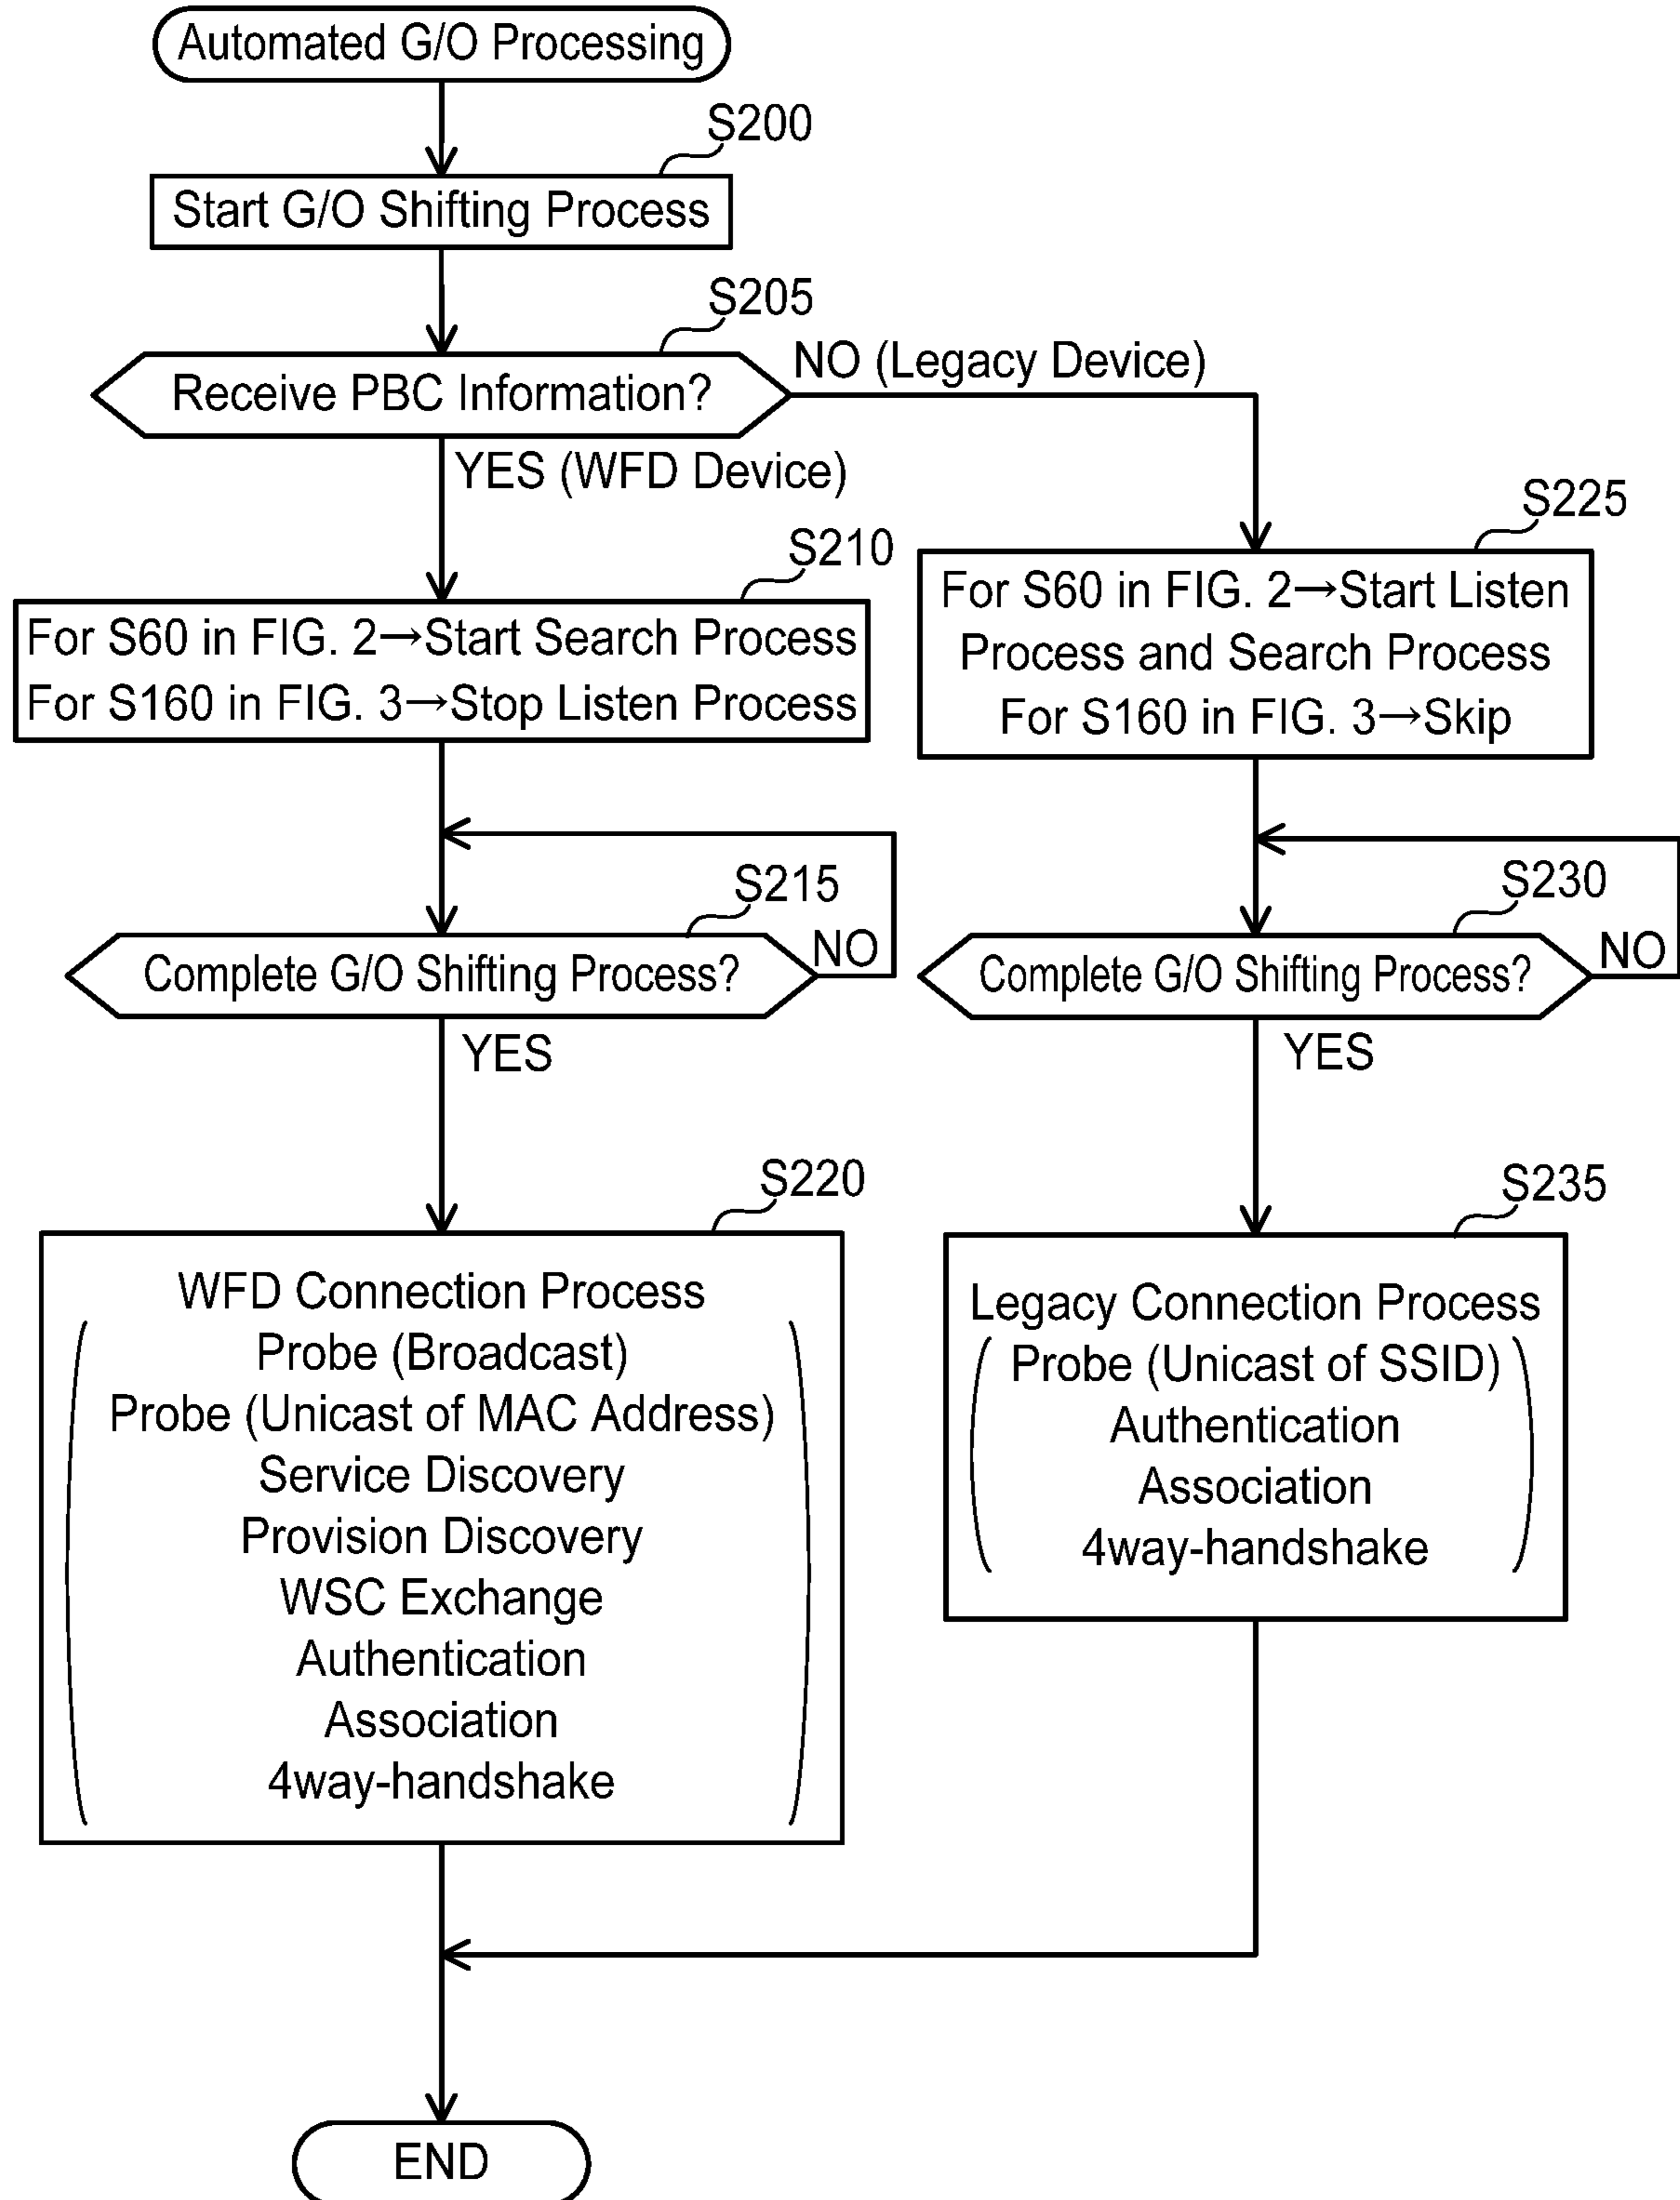 Automated G/O Processing
S200
Start G/O Shifting Process
S205
Receive PBC Information?
NO (Legacy Device)
YES (WFD Device)
S210
For S60 in FIG. 2→Start Search Process
For S160 in FIG. 3→Stop Listen Process
S225
For S60 in FIG. 2→Start Listen
Process and Search Process
For S160 in FIG. 3→Skip
S215
Complete G/O Shifting Process?
NO
YES
S230
Complete G/O Shifting Process?
NO
YES
S220
WFD Connection Process
Probe (Broadcast)
Probe (Unicast of MAC Address)
Service Discovery
Provision Discovery
WSC Exchange
Authentication
Association
4way-handshake
S235
Legacy Connection Process
Probe (Unicast of SSID)
Authentication
Association
4way-handshake
END